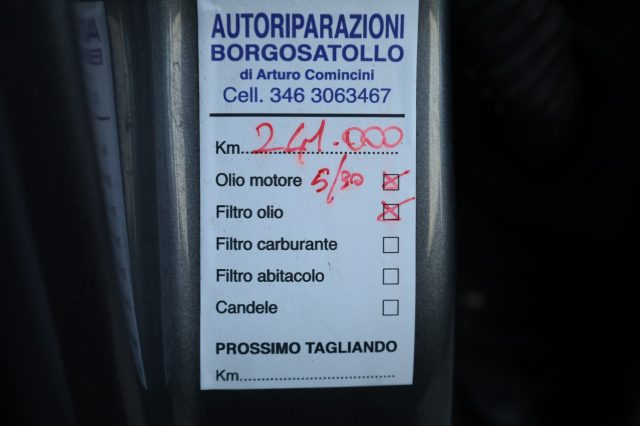 AUTORIPARAZIONI
BORGOSATOLLO
di Arturo Comincini
Cell. 346 3063467
Km 241.000
Olio motore 5/30 ☒
Filtro olio ☒
Filtro carburante ☐
Filtro abitacolo ☐
Candele ☐
PROSSIMO TAGLIANDO
Km